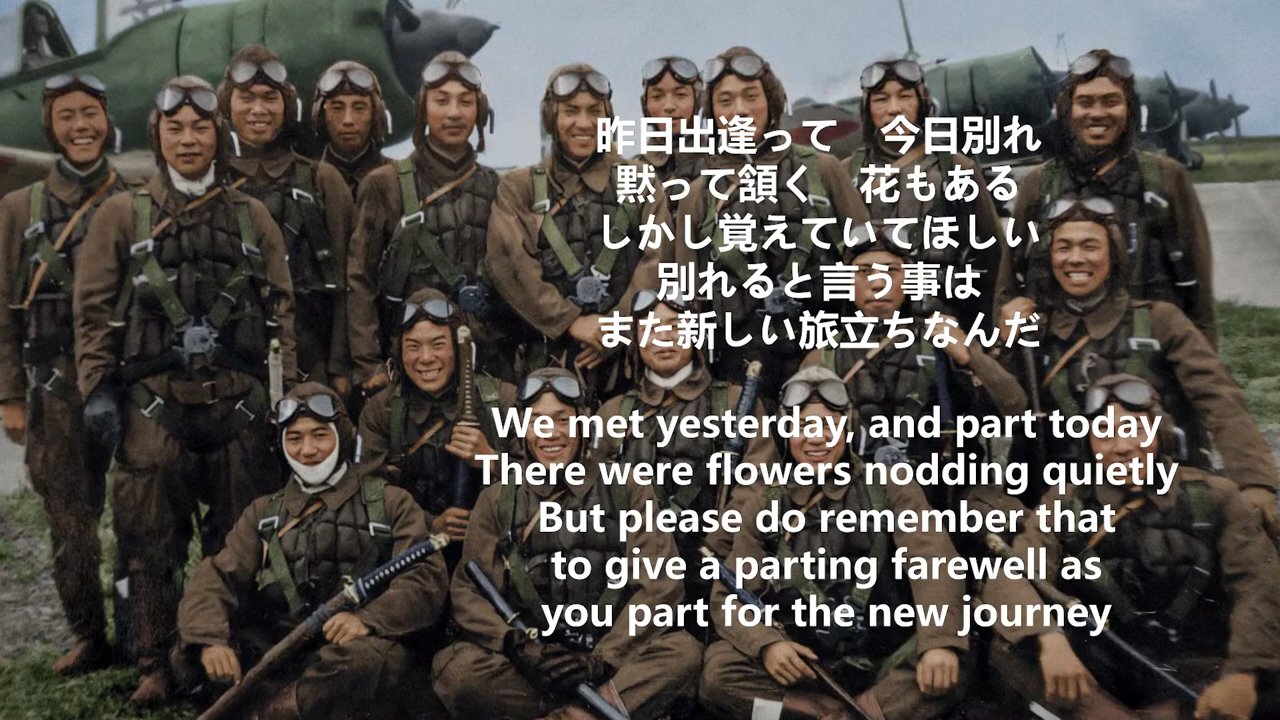 昨日出逢って　今日別れ
黙って頷く　花もある
しかし覚えていてほしい
別れると言う事は
また新しい旅立ちなんだ
We met yesterday, and part today
There were flowers nodding quietly
But please do remember that
to give a parting farewell as
you part for the new journey